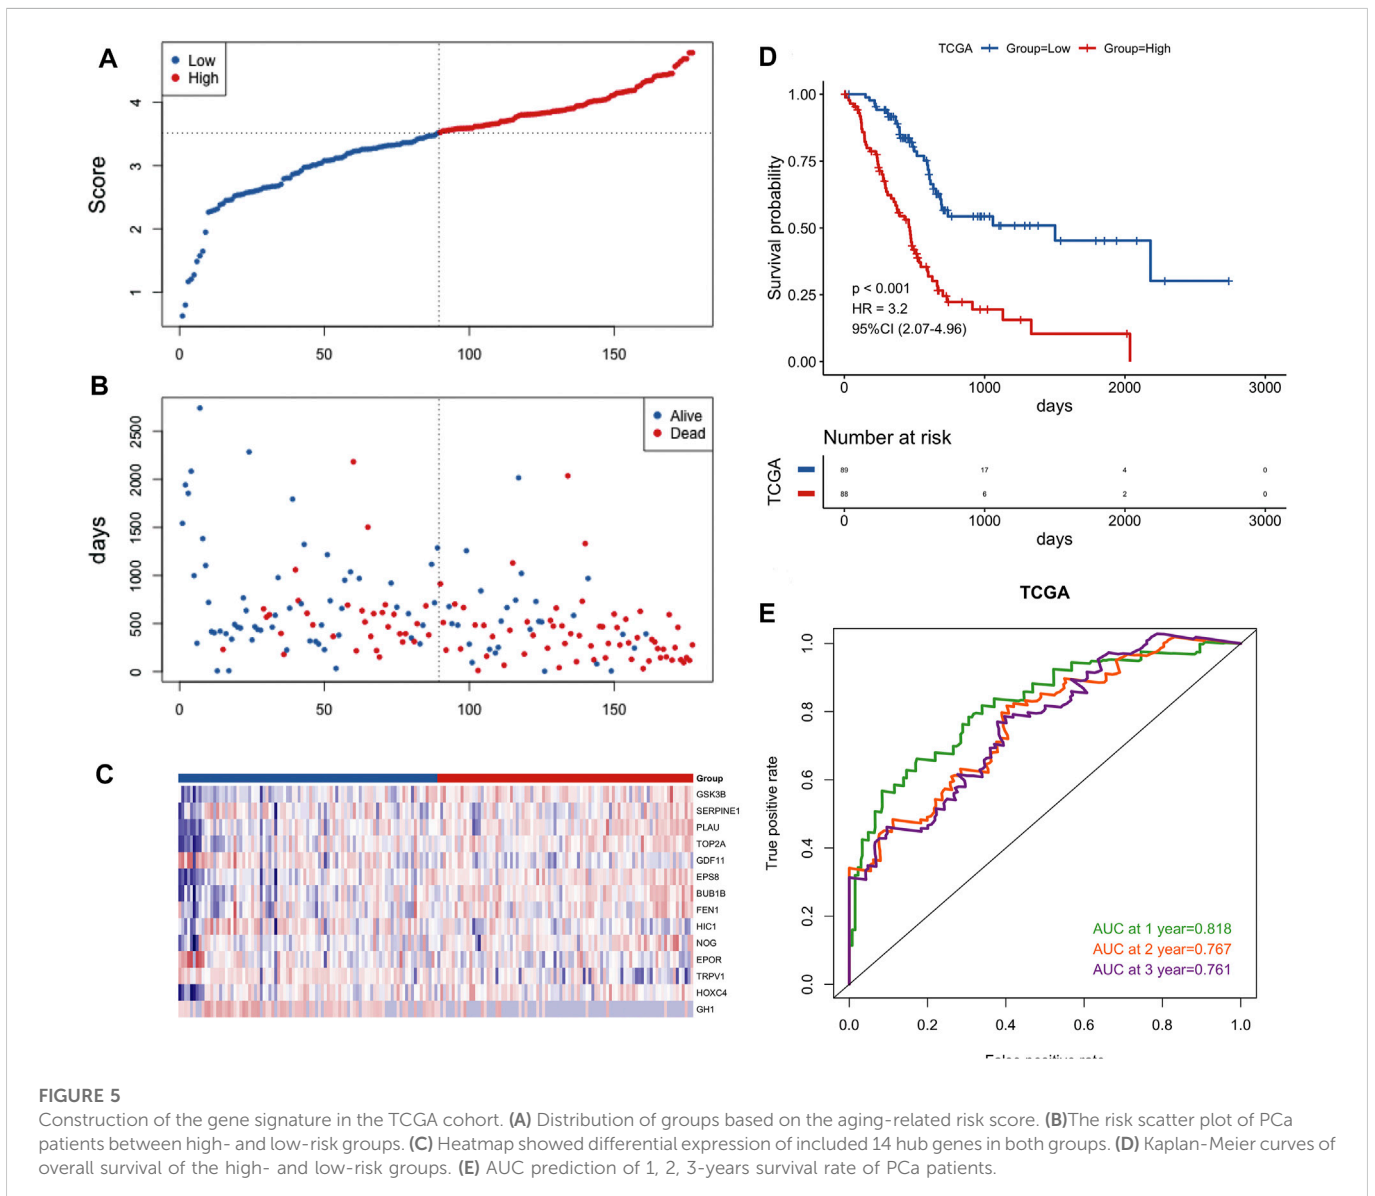 A
Low
High
Score
4
3
2
1
0
50
100
150
B
Alive
Dead
days
2500
2000
1500
1000
500
0
0
50
100
150
C
Group
GSK3B
SERPINE1
PLAU
TOP2A
GDF11
EPS8
BUB1B
FEN1
HIC1
NOG
EPOR
TRPV1
HOXC4
GH1
D
TCGA Group=Low Group=High
Survival probability
1.00
0.75
0.50
0.25
0.00
p < 0.001
HR = 3.2
95%CI (2.07-4.96)
0 1000 2000 3000
days
Number at risk
TCGA
89 17 4 0
88 6 2 0
0 1000 2000 3000
days
E
TCGA
True positive rate
1.0
0.8
0.6
0.4
0.2
0.0
AUC at 1 year=0.818
AUC at 2 year=0.767
AUC at 3 year=0.761
0.0 0.2 0.4 0.6 0.8 1.0
FIGURE 5
Construction of the gene signature in the TCGA cohort. (A) Distribution of groups based on the aging-related risk score. (B)The risk scatter plot of PCa
patients between high- and low-risk groups. (C) Heatmap showed differential expression of included 14 hub genes in both groups. (D) Kaplan-Meier curves of
overall survival of the high- and low-risk groups. (E) AUC prediction of 1, 2, 3-years survival rate of PCa patients.